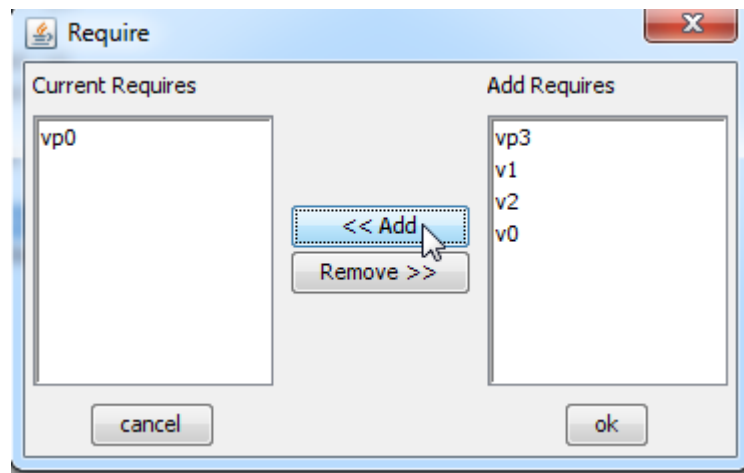 Require
Current Requires
Add Requires
vp0
vp3
v1
v2
v0
<< Add
Remove >>
cancel
ok